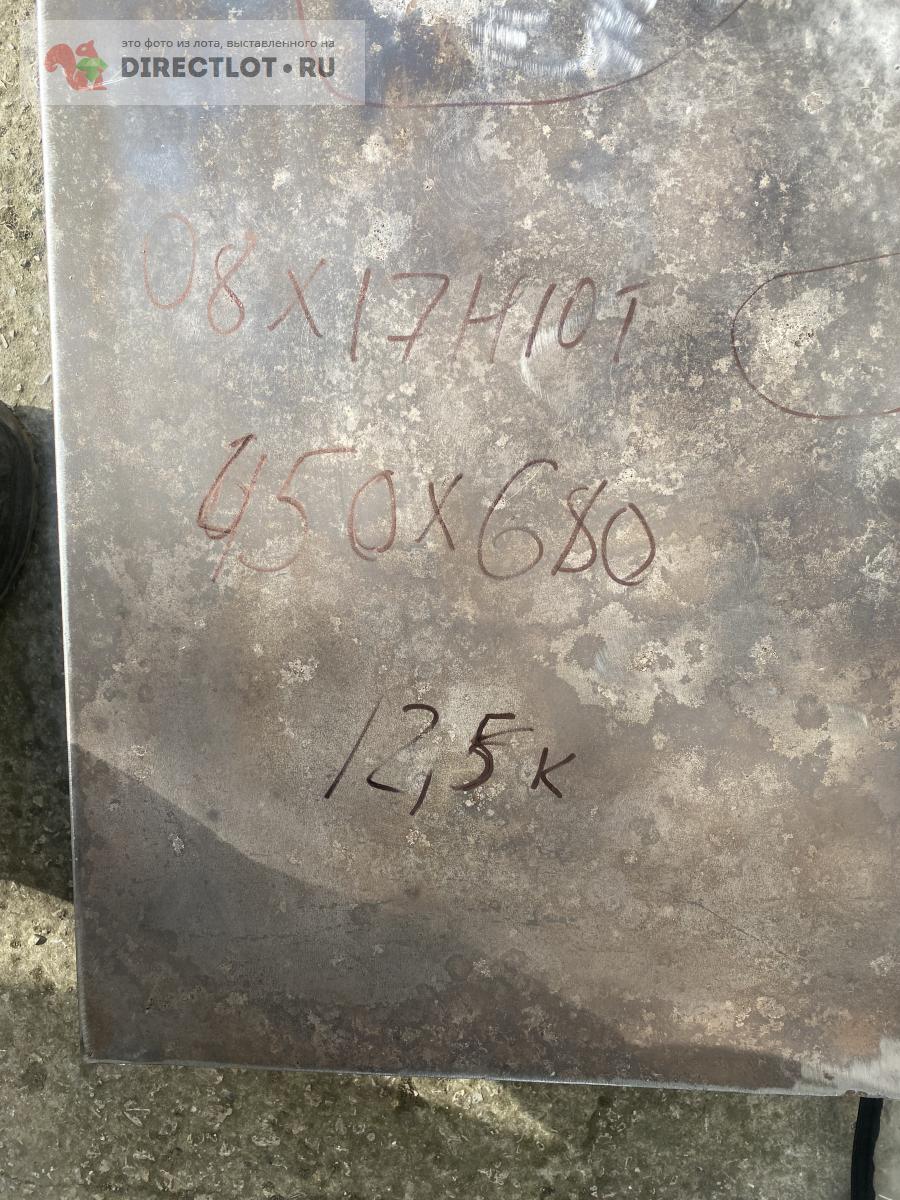 это фото из лота, выставленного на
DIRECTLOT•RU
08Х17Н10Т
450х680
12,5к